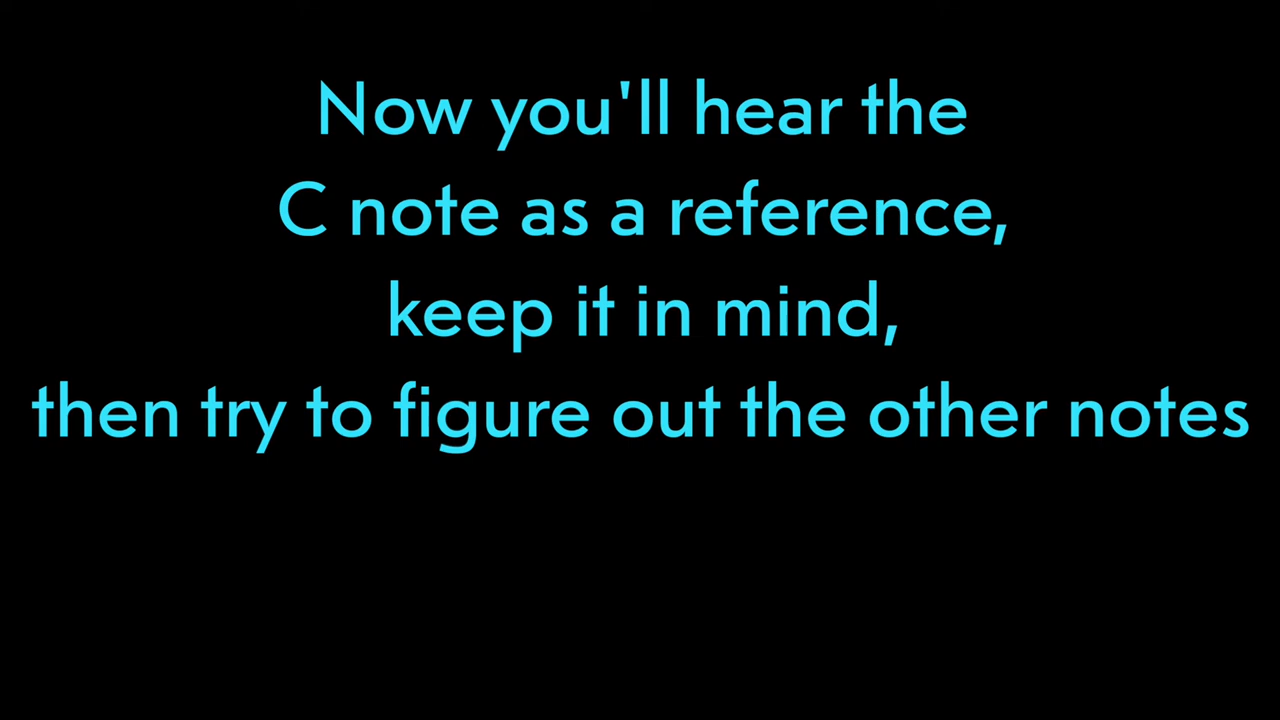 Now you'll hear the
C note as a reference,
keep it in mind,
then try to figure out the other notes